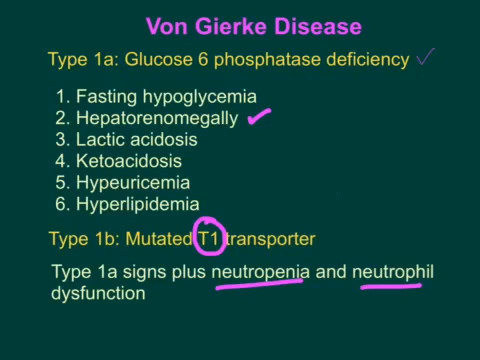 Von Gierke Disease
Type 1a: Glucose 6 phosphatase deficiency
1. Fasting hypoglycemia
2. Hepatorenomegally
3. Lactic acidosis
4. Ketoacidosis
5. Hypeuricemia
6. Hyperlipidemia
Type 1b: Mutated T1 transporter
Type 1a signs plus neutropenia and neutrophil
dysfunction